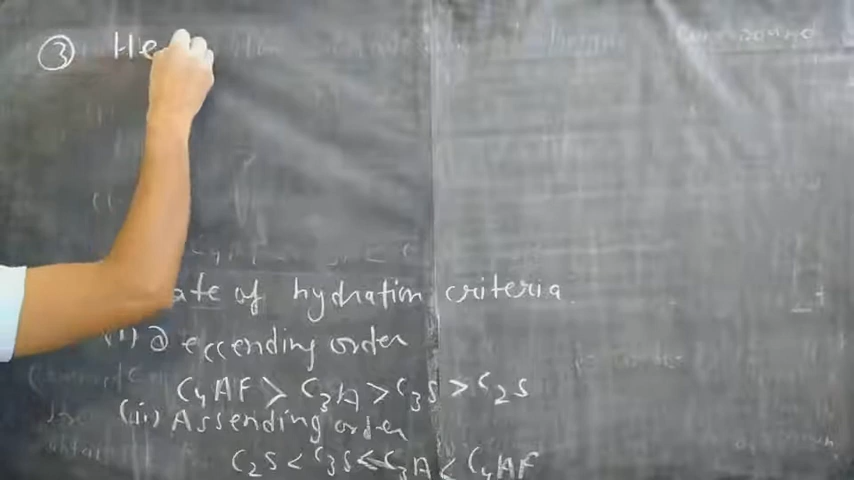 ③ He
ate of hydration criteria.
(i) Deccending order
C4AF > C3A > C3S > C2S
(ii) Assending order
C2S < C3S < C3A < C4AF